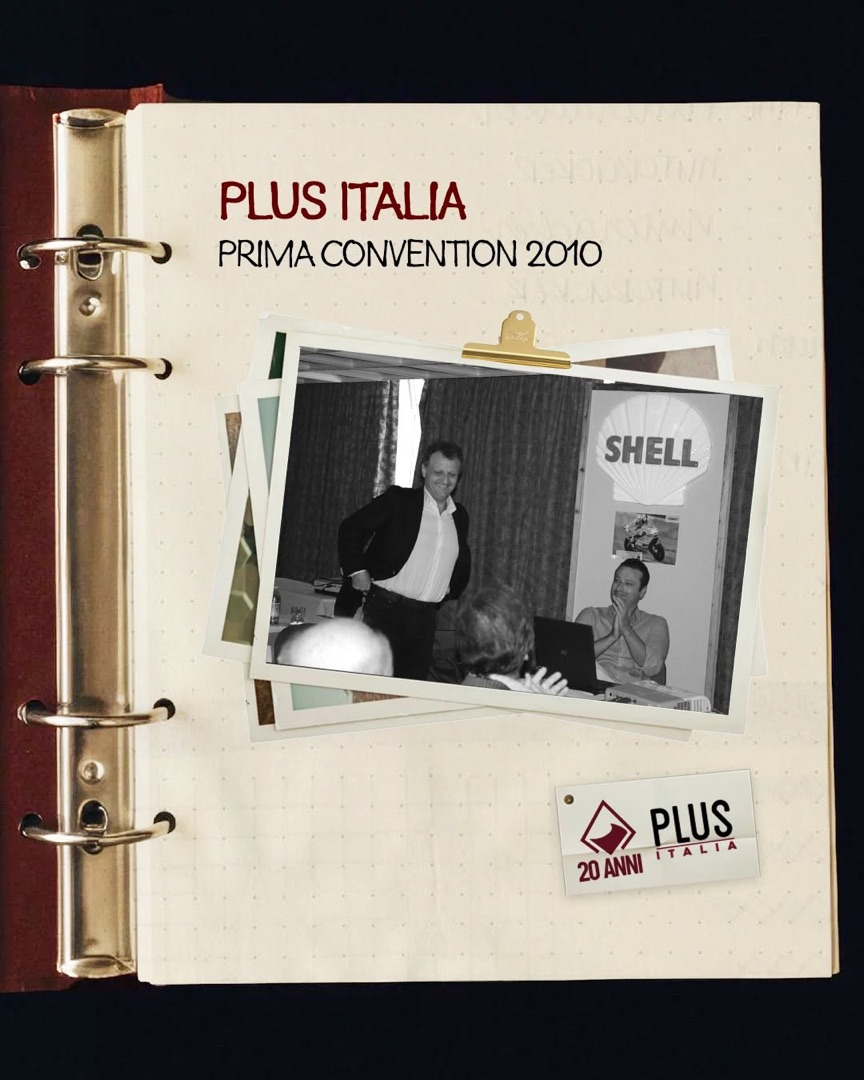 PLUS ITALIA
PRIMA CONVENTION 2010
SHELL
PLUS
ITALIA
20 ANNI